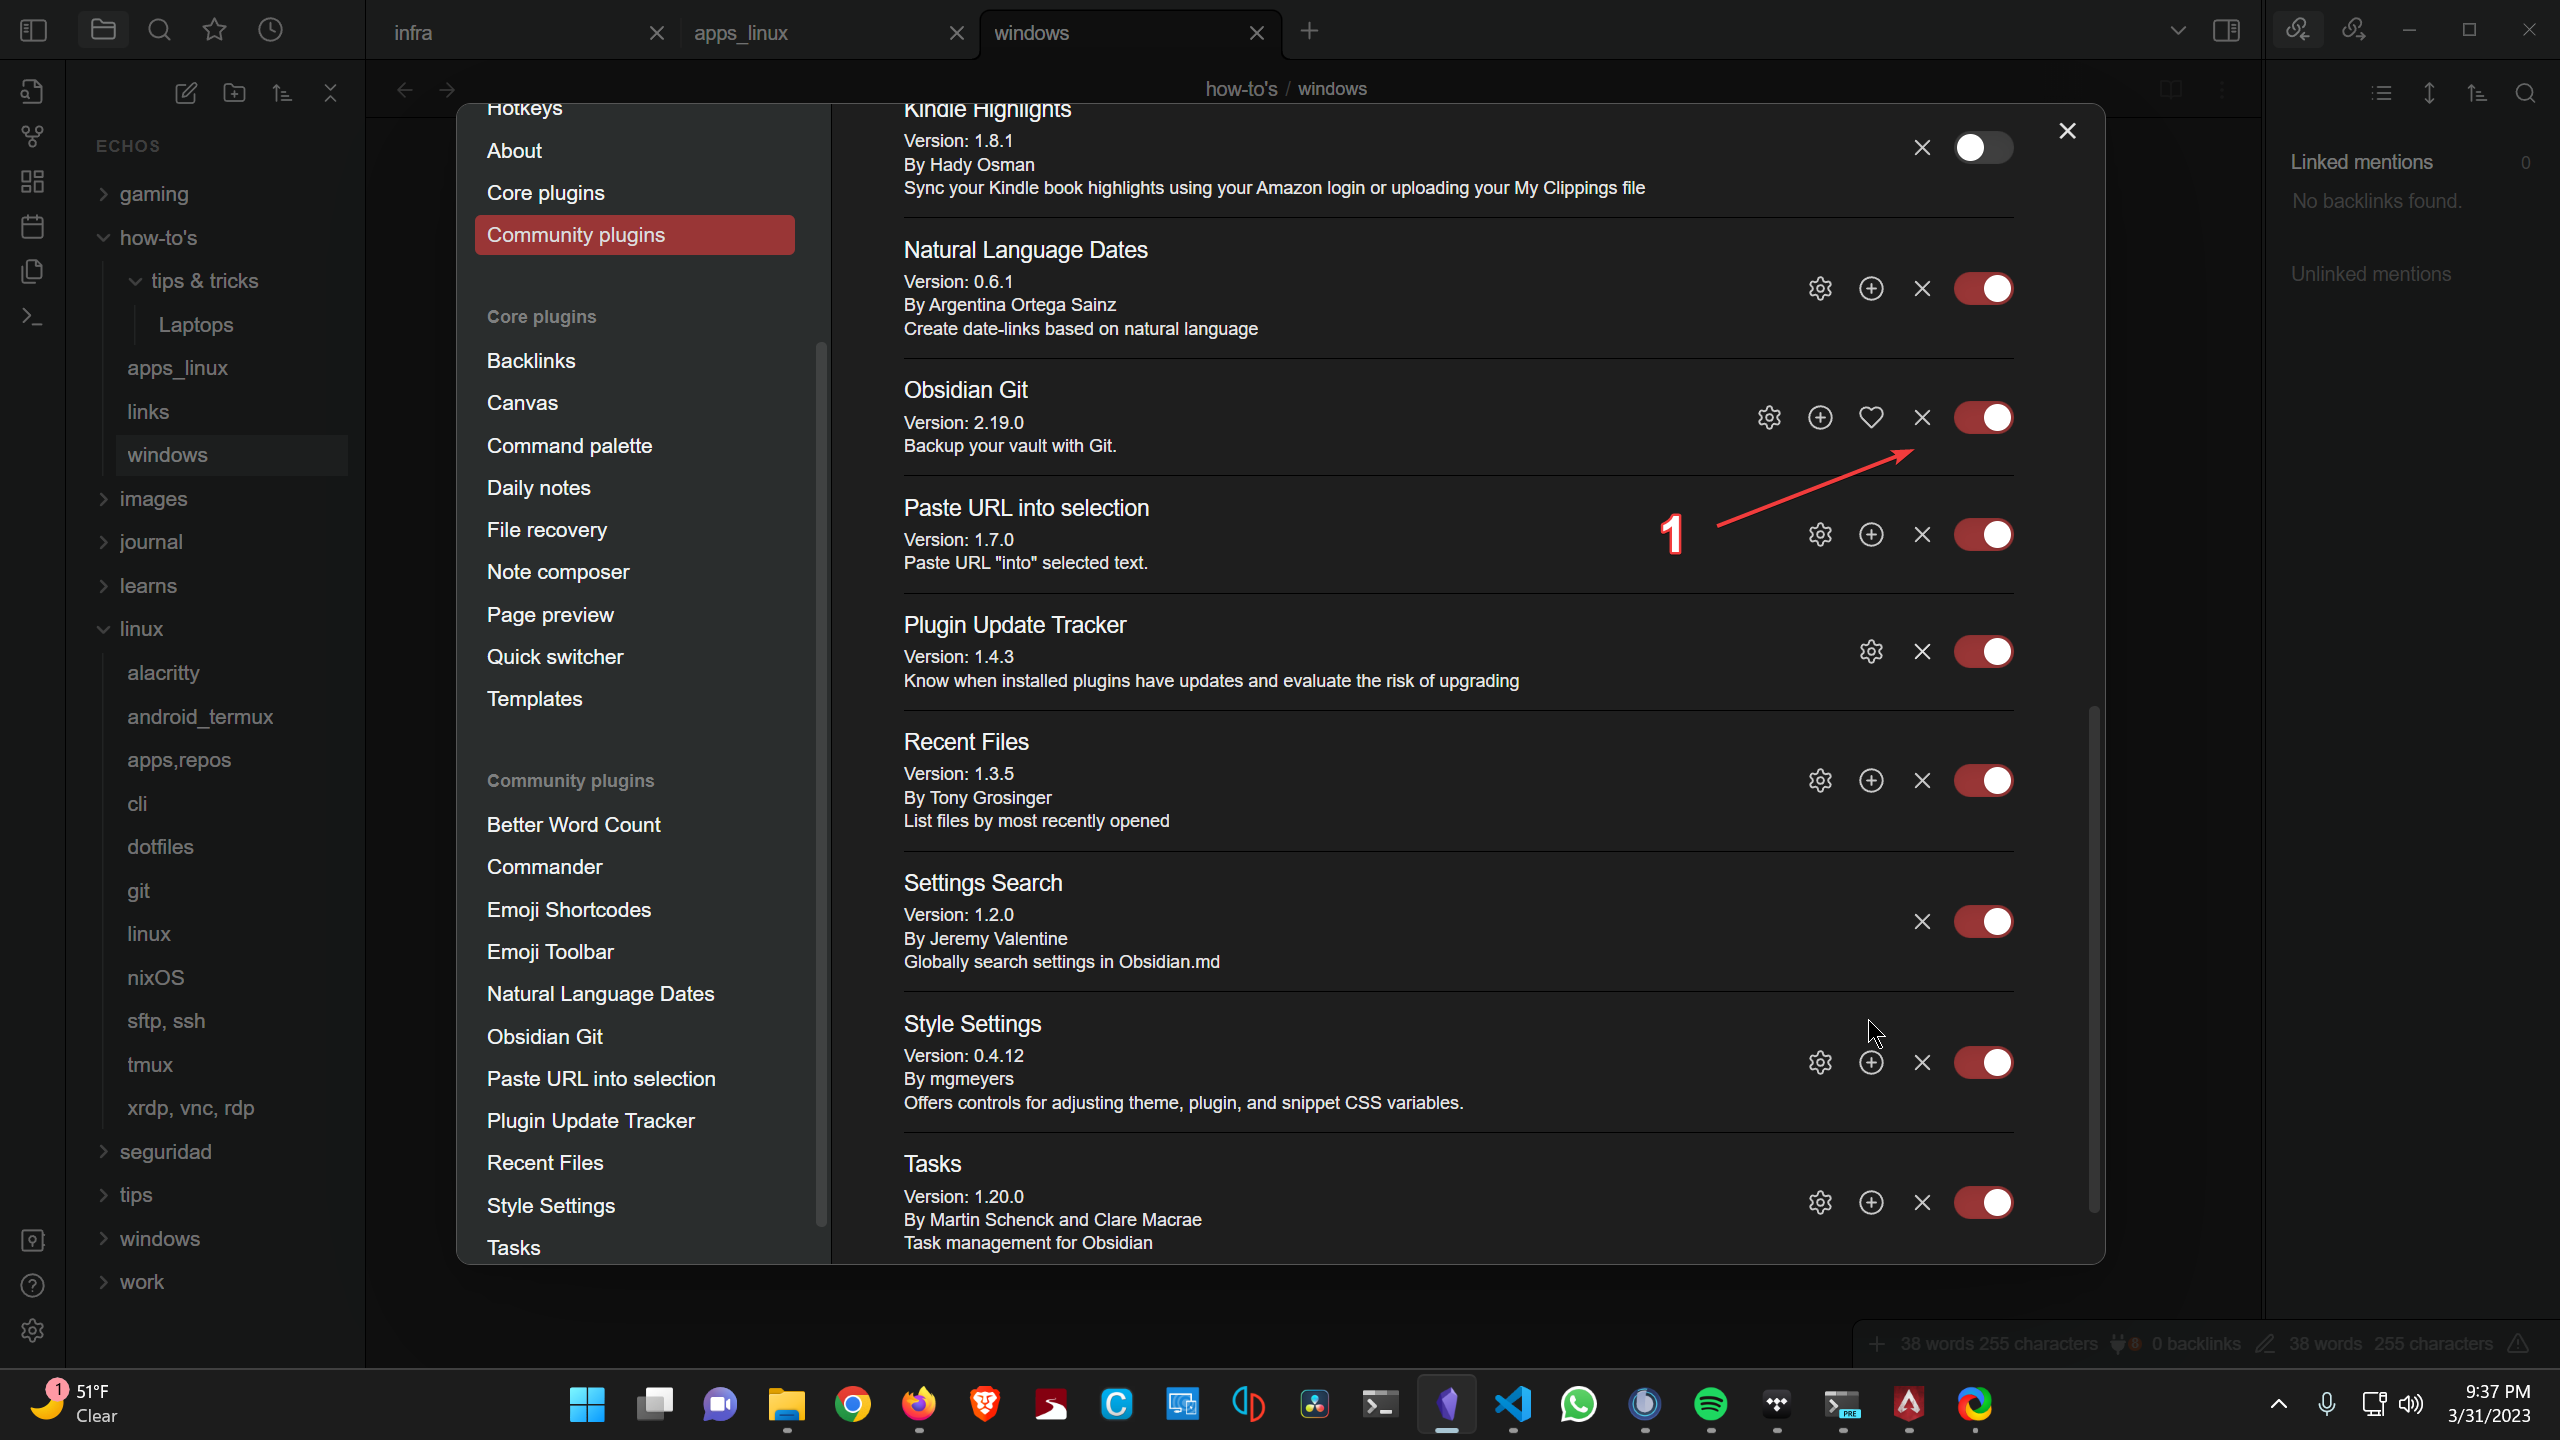 infra
apps_linux
windows
how-to's / windows
ECHOS
gaming
how-to's
tips & tricks
Laptops
apps_linux
links
windows
images
journal
learns
linux
alacritty
android_termux
apps,repos
cli
dotfiles
git
linux
nixOS
sftp, ssh
tmux
xrdp, vnc, rdp
seguridad
tips
windows
work
Hotkeys
About
Core plugins
Community plugins
Core plugins
Backlinks
Canvas
Command palette
Daily notes
File recovery
Note composer
Page preview
Quick switcher
Templates
Community plugins
Better Word Count
Commander
Emoji Shortcodes
Emoji Toolbar
Natural Language Dates
Obsidian Git
Paste URL into selection
Plugin Update Tracker
Recent Files
Style Settings
Tasks
Kindle Highlights
Version: 1.8.1
By Hady Osman
Sync your Kindle book highlights using your Amazon login or uploading your My Clippings file
Natural Language Dates
Version: 0.6.1
By Argentina Ortega Sainz
Create date-links based on natural language
Obsidian Git
Version: 2.19.0
Backup your vault with Git.
1
Paste URL into selection
Version: 1.7.0
Paste URL "into" selected text.
Plugin Update Tracker
Version: 1.4.3
Know when installed plugins have updates and evaluate the risk of upgrading
Recent Files
Version: 1.3.5
By Tony Grosinger
List files by most recently opened
Settings Search
Version: 1.2.0
By Jeremy Valentine
Globally search settings in Obsidian.md
Style Settings
Version: 0.4.12
By mgmeyers
Offers controls for adjusting theme, plugin, and snippet CSS variables.
Tasks
Version: 1.20.0
By Martin Schenck and Clare Macrae
Task management for Obsidian
Linked mentions 0
No backlinks found.
Unlinked mentions
38 words 255 characters 8 0 backlinks 38 words 255 characters
1
51°F
Clear
C
PRE
9:37 PM
3/31/2023